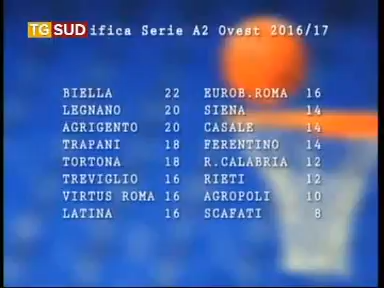 TG SUD ifica Serie A2 Ovest 2016/17
BIELLA 22 EUROB.ROMA 16
LEGNANO 20 SIENA 14
AGRIGENTO 20 CASALE 14
TRAPANI 18 FERENTINO 14
TORTONA 18 R.CALABRIA 12
TREVIGLIO 16 RIETI 12
VIRTUS ROMA 16 AGROPOLI 10
LATINA 16 SCAFATI 8